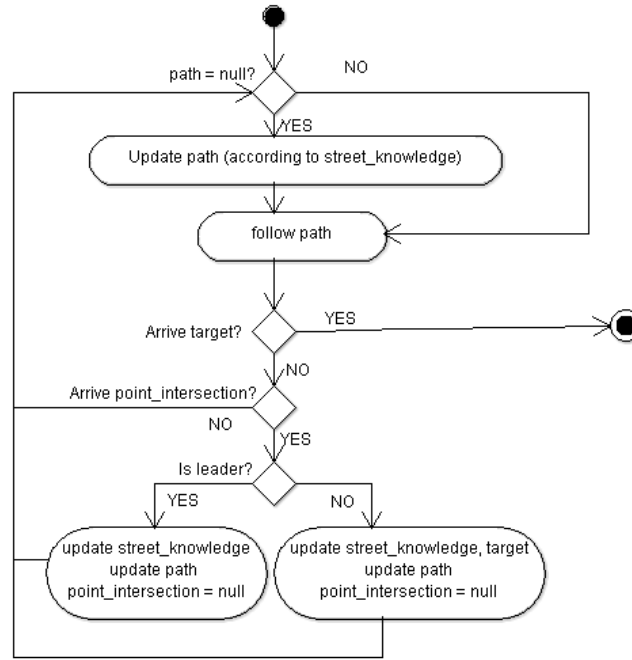 NO
path = null?
YES
Update path (according to street_knowledge)
follow path
YES
Arrive target?
NO
Arrive point_intersection?
NO
YES
Is leader?
YES
NO
update street_knowledge
update path
point_intersection = null
update street_knowledge, target
update path
point_intersection = null